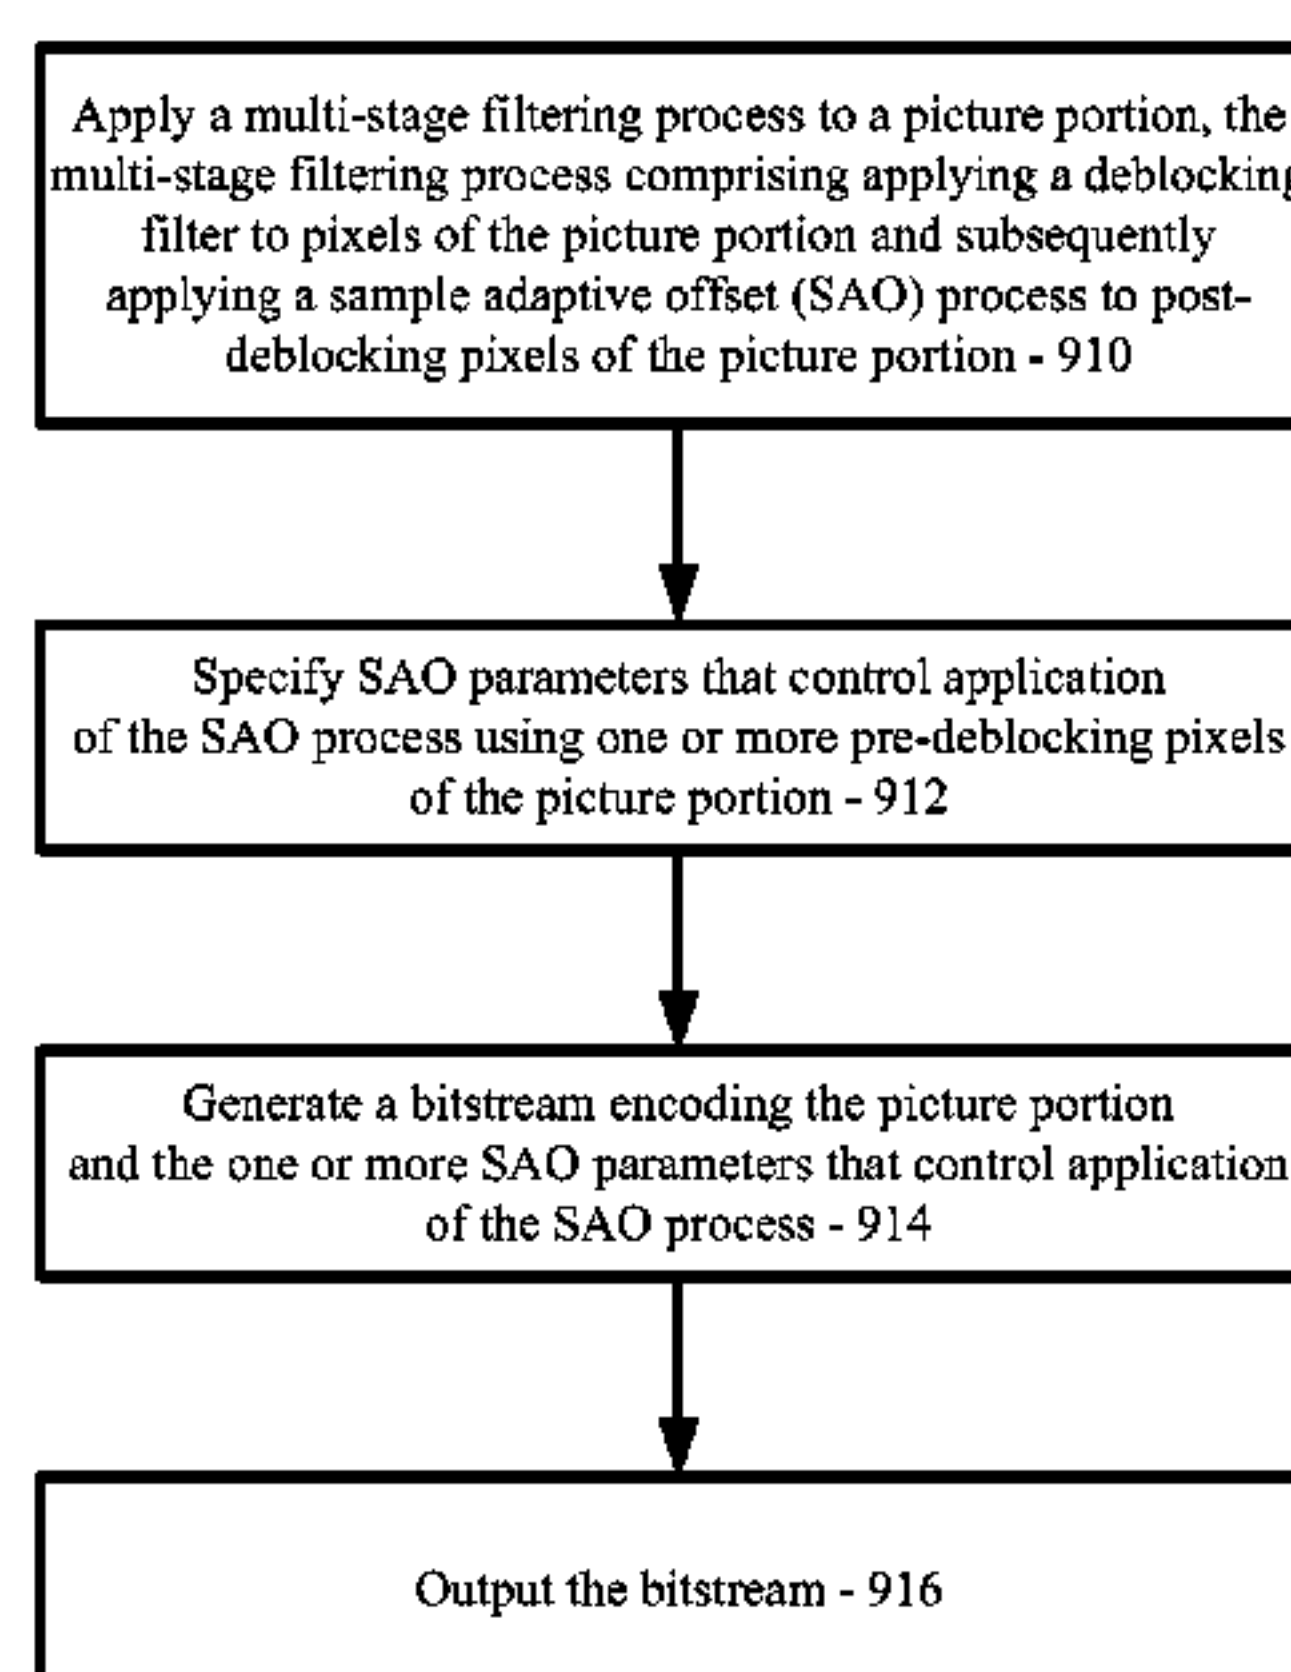 Apply a multi-stage filtering process to a picture portion, the
multi-stage filtering process comprising applying a deblocking
filter to pixels of the picture portion and subsequently
applying a sample adaptive offset (SAO) process to post-
deblocking pixels of the picture portion - 910
Specify SAO parameters that control application
of the SAO process using one or more pre-deblocking pixels
of the picture portion - 912
Generate a bitstream encoding the picture portion
and the one or more SAO parameters that control application
of the SAO process - 914
Output the bitstream - 916